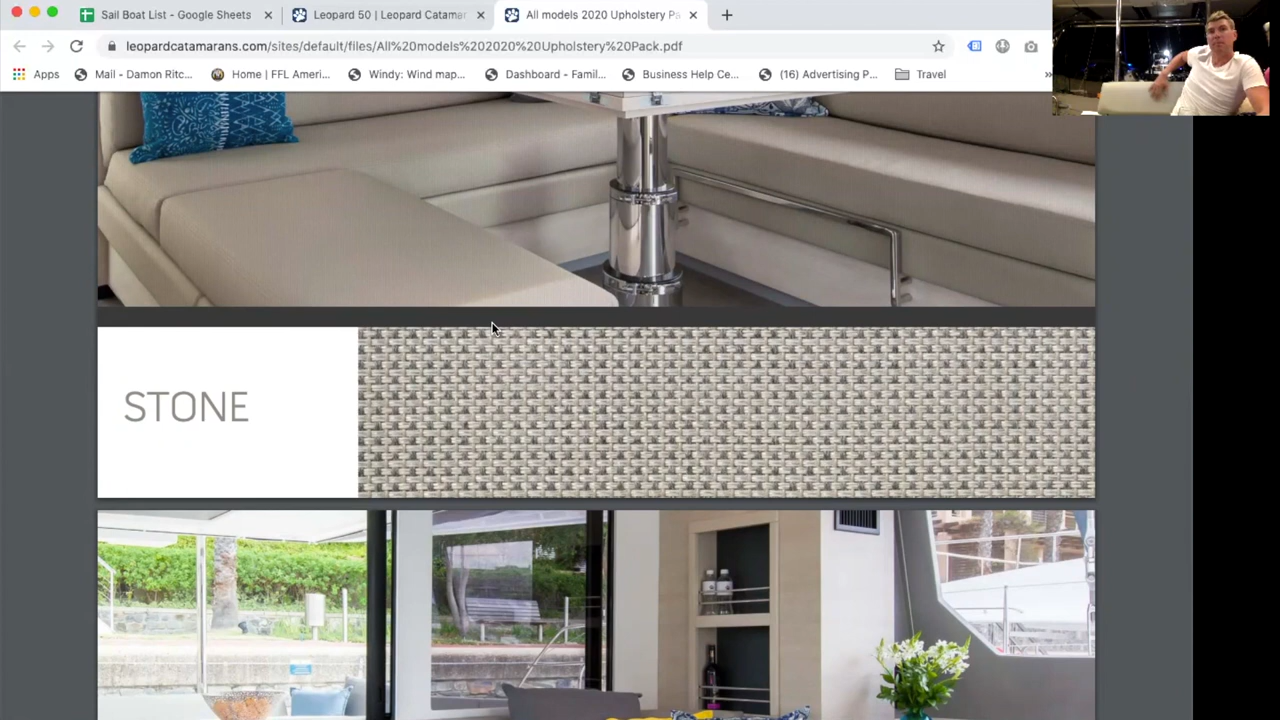 Sail Boat List - Google Sheets
Leopard 50 | Leopard Catamar
All models 2020 Upholstery Pa
leopardcatamarans.com/sites/default/files/All%20models%202020%20Upholstery%20Pack.pdf
Apps
Mail - Damon Ritc...
Home | FFL Ameri...
Windy: Wind map...
Dashboard - Famil...
Business Help Ce...
(16) Advertising P...
Travel
»
STONE